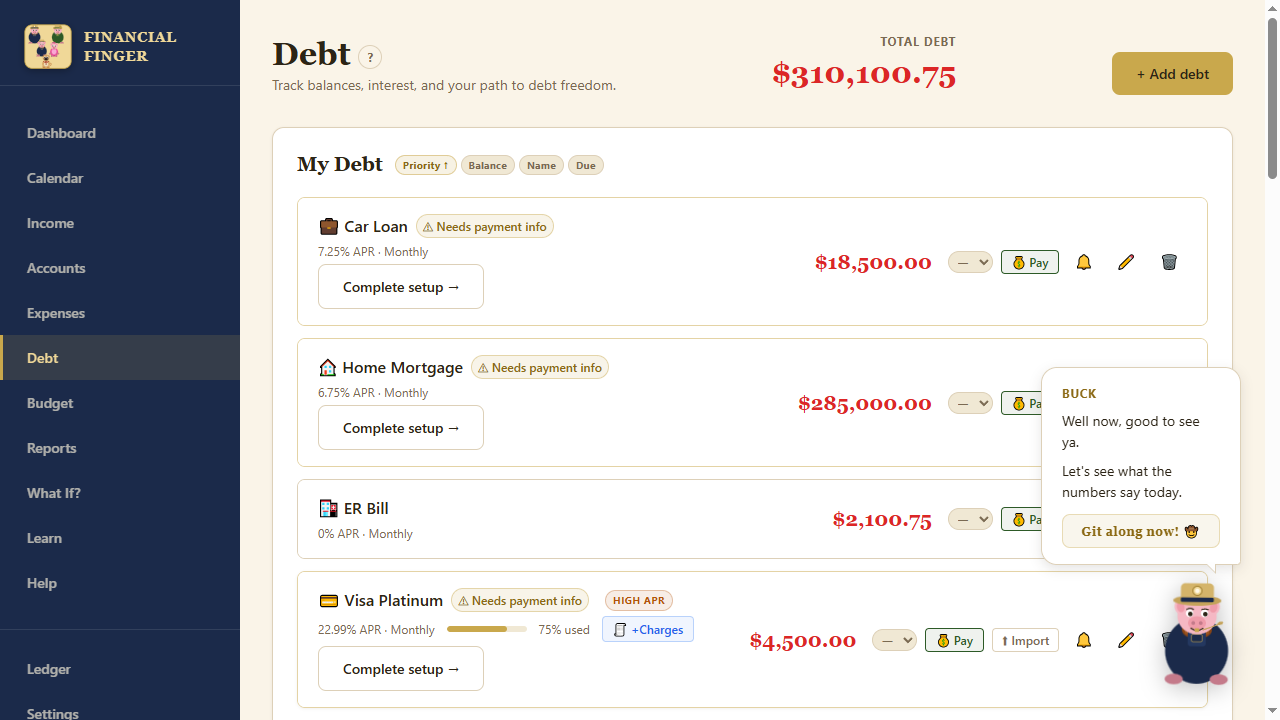 FINANCIAL
FINGER
Dashboard
Calendar
Income
Accounts
Expenses
Debt
Budget
Reports
What If?
Learn
Help
Ledger
Settings
Debt ?
Track balances, interest, and your path to debt freedom.
TOTAL DEBT
$310,100.75
+ Add debt
My Debt Priority ↑ Balance Name Due
Car Loan ⚠ Needs payment info
7.25% APR · Monthly
Complete setup →
$18,500.00 — Pay
Home Mortgage ⚠ Needs payment info
6.75% APR · Monthly
Complete setup →
$285,000.00 — Pa
ER Bill
0% APR · Monthly
$2,100.75 — Pa
Visa Platinum ⚠ Needs payment info HIGH APR
22.99% APR · Monthly 75% used +Charges
Complete setup →
$4,500.00 — Pay ⬆ Import
BUCK
Well now, good to see
ya.
Let's see what the
numbers say today.
Git along now! 🤠